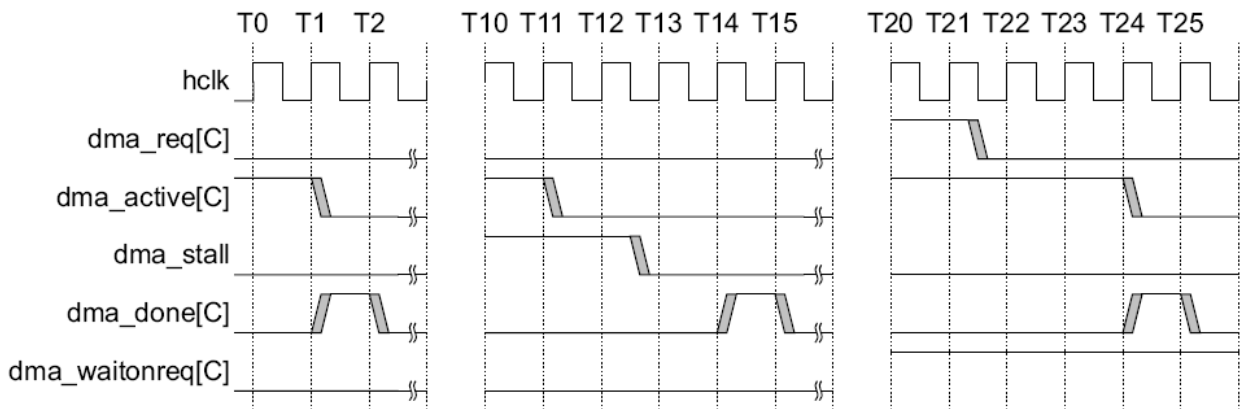 T0 T1 T2 T10 T11 T12 T13 T14 T15 T20 T21 T22 T23 T24 T25
hclk
dma_req[C]
dma_active[C]
dma_stall
dma_done[C]
dma_waitonreq[C]